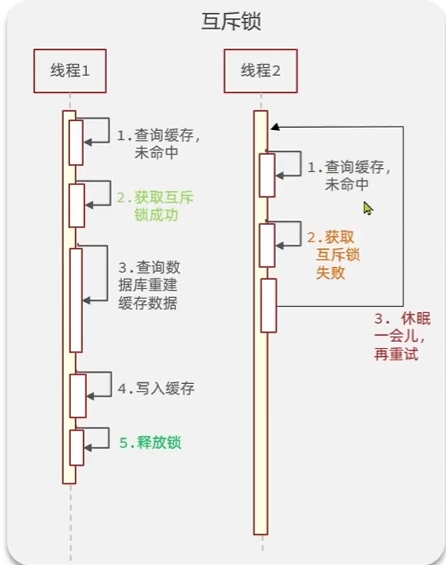 互斥锁
线程1
1.查询缓存，
未命中
2.获取互斥
锁成功
3.查询数
据库重建
缓存数据
4.写入缓存
5.释放锁
线程2
1.查询缓存，
未命中
2.获取
互斥锁
失败
3. 休眠
一会儿，
再重试